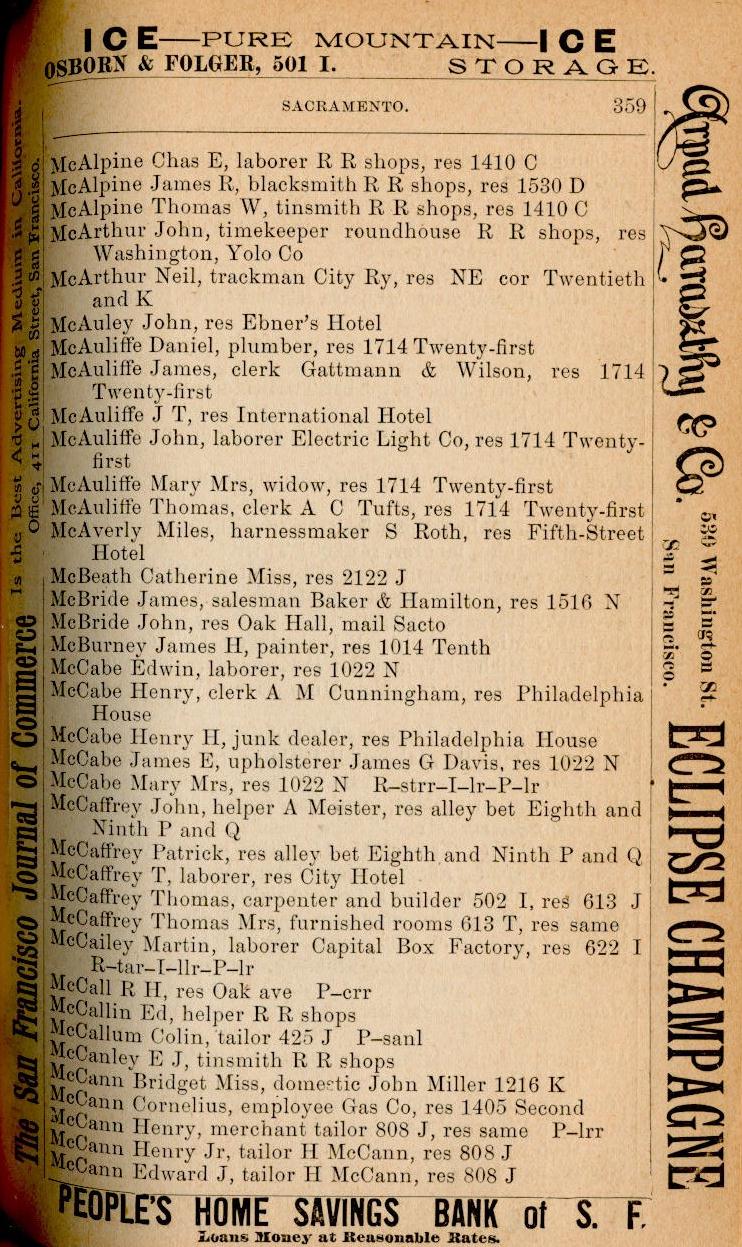 ICE—PURE MOUNTAIN—ICE
OSBORN & FOLGER, 501 I. STORAGE.
SACRAMENTO. 359
McAlpine Chas E, laborer R R shops, res 1410 C
McAlpine James R, blacksmith R R shops, res 1530 D
McAlpine Thomas W, tinsmith R R shops, res 1410 C
McArthur John, timekeeper roundhouse R R shops, res
Washington, Yolo Co
McArthur Neil, trackman City Ry, res NE cor Twentieth
and K
McAuley John, res Ebner's Hotel
McAuliffe Daniel, plumber, res 1714 Twenty-first
McAuliffe James, clerk Gattmann & Wilson, res 1714
Twenty-first
McAuliffe J T, res International Hotel
McAuliffe John, laborer Electric Light Co, res 1714 Twenty-
first
McAuliffe Mary Mrs, widow, res 1714 Twenty-first
McAuliffe Thomas, clerk A C Tufts, res 1714 Twenty-first
McAverly Miles, harnessmaker S Roth, res Fifth-Street
Hotel
McBeath Catherine Miss, res 2122 J
McBride James, salesman Baker & Hamilton, res 1516 N
McBride John, res Oak Hall, mail Sacto
McBurney James H, painter, res 1014 Tenth
McCabe Edwin, laborer, res 1022 N
McCabe Henry, clerk A M Cunningham, res Philadelphia
House
McCabe Henry H, junk dealer, res Philadelphia House
McCabe James E, upholsterer James G Davis, res 1022 N
McCabe Mary Mrs, res 1022 N R–strr–I–lr–P–lr
McCaffrey John, helper A Meister, res alley bet Eighth and
Ninth P and Q
McCaffrey Patrick, res alley bet Eighth and Ninth P and Q
McCaffrey T, laborer, res City Hotel
McCaffrey Thomas, carpenter and builder 502 I, res 613 J
McCaffrey Thomas Mrs, furnished rooms 613 T, res same
McCailey Martin, laborer Capital Box Factory, res 622 I
R–tar–I–llr–P–lr
McCall R H, res Oak ave P–crr
McCallin Ed, helper R R shops
McCallum Colin, tailor 425 J P–sanl
McCanley E J, tinsmith R R shops
McCann Bridget Miss, domestic John Miller 1216 K
McCann Cornelius, employee Gas Co, res 1405 Second
McCann Henry, merchant tailor 808 J, res same P–lrr
McCann Henry Jr, tailor H McCann, res 808 J
McCann Edward J, tailor H McCann, res 808 J
PEOPLE'S HOME SAVINGS BANK of S. F.
Loans Money at Reasonable Rates.
The San Francisco Journal of Commerce Is the Best Advertising Medium in California.
Office, 411 California Street, San Francisco.
Arpad Haraszthy & Co. 530 Washington St.
San Francisco.
ECLIPSE CHAMPAGNE